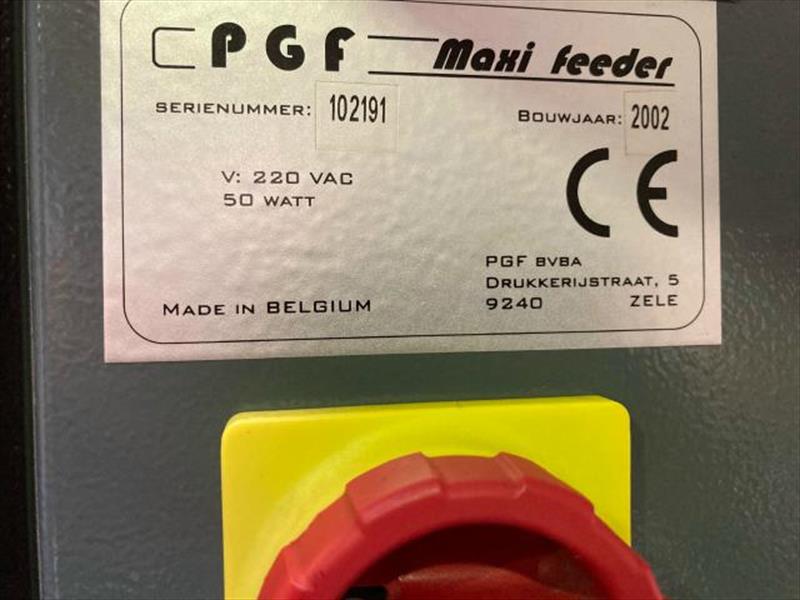 PGF Maxi feeder
SERIENUMMER: 102191 BOUWJAAR: 2002
V: 220 VAC
50 WATT
CE
PGF BVBA
DRUKKERIJSTRAAT, 5
MADE IN BELGIUM 9240 ZELE